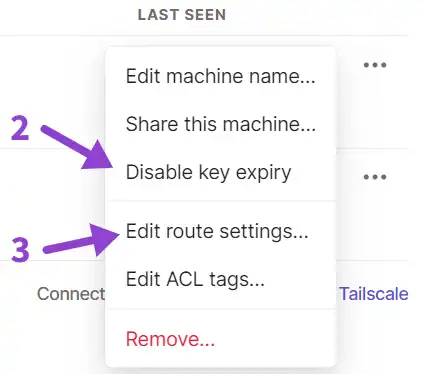 LAST SEEN
Edit machine name...
Share this machine...
2
Disable key expiry
3
Edit route settings...
Edit ACL tags...
Connect
Tailscale
Remove...